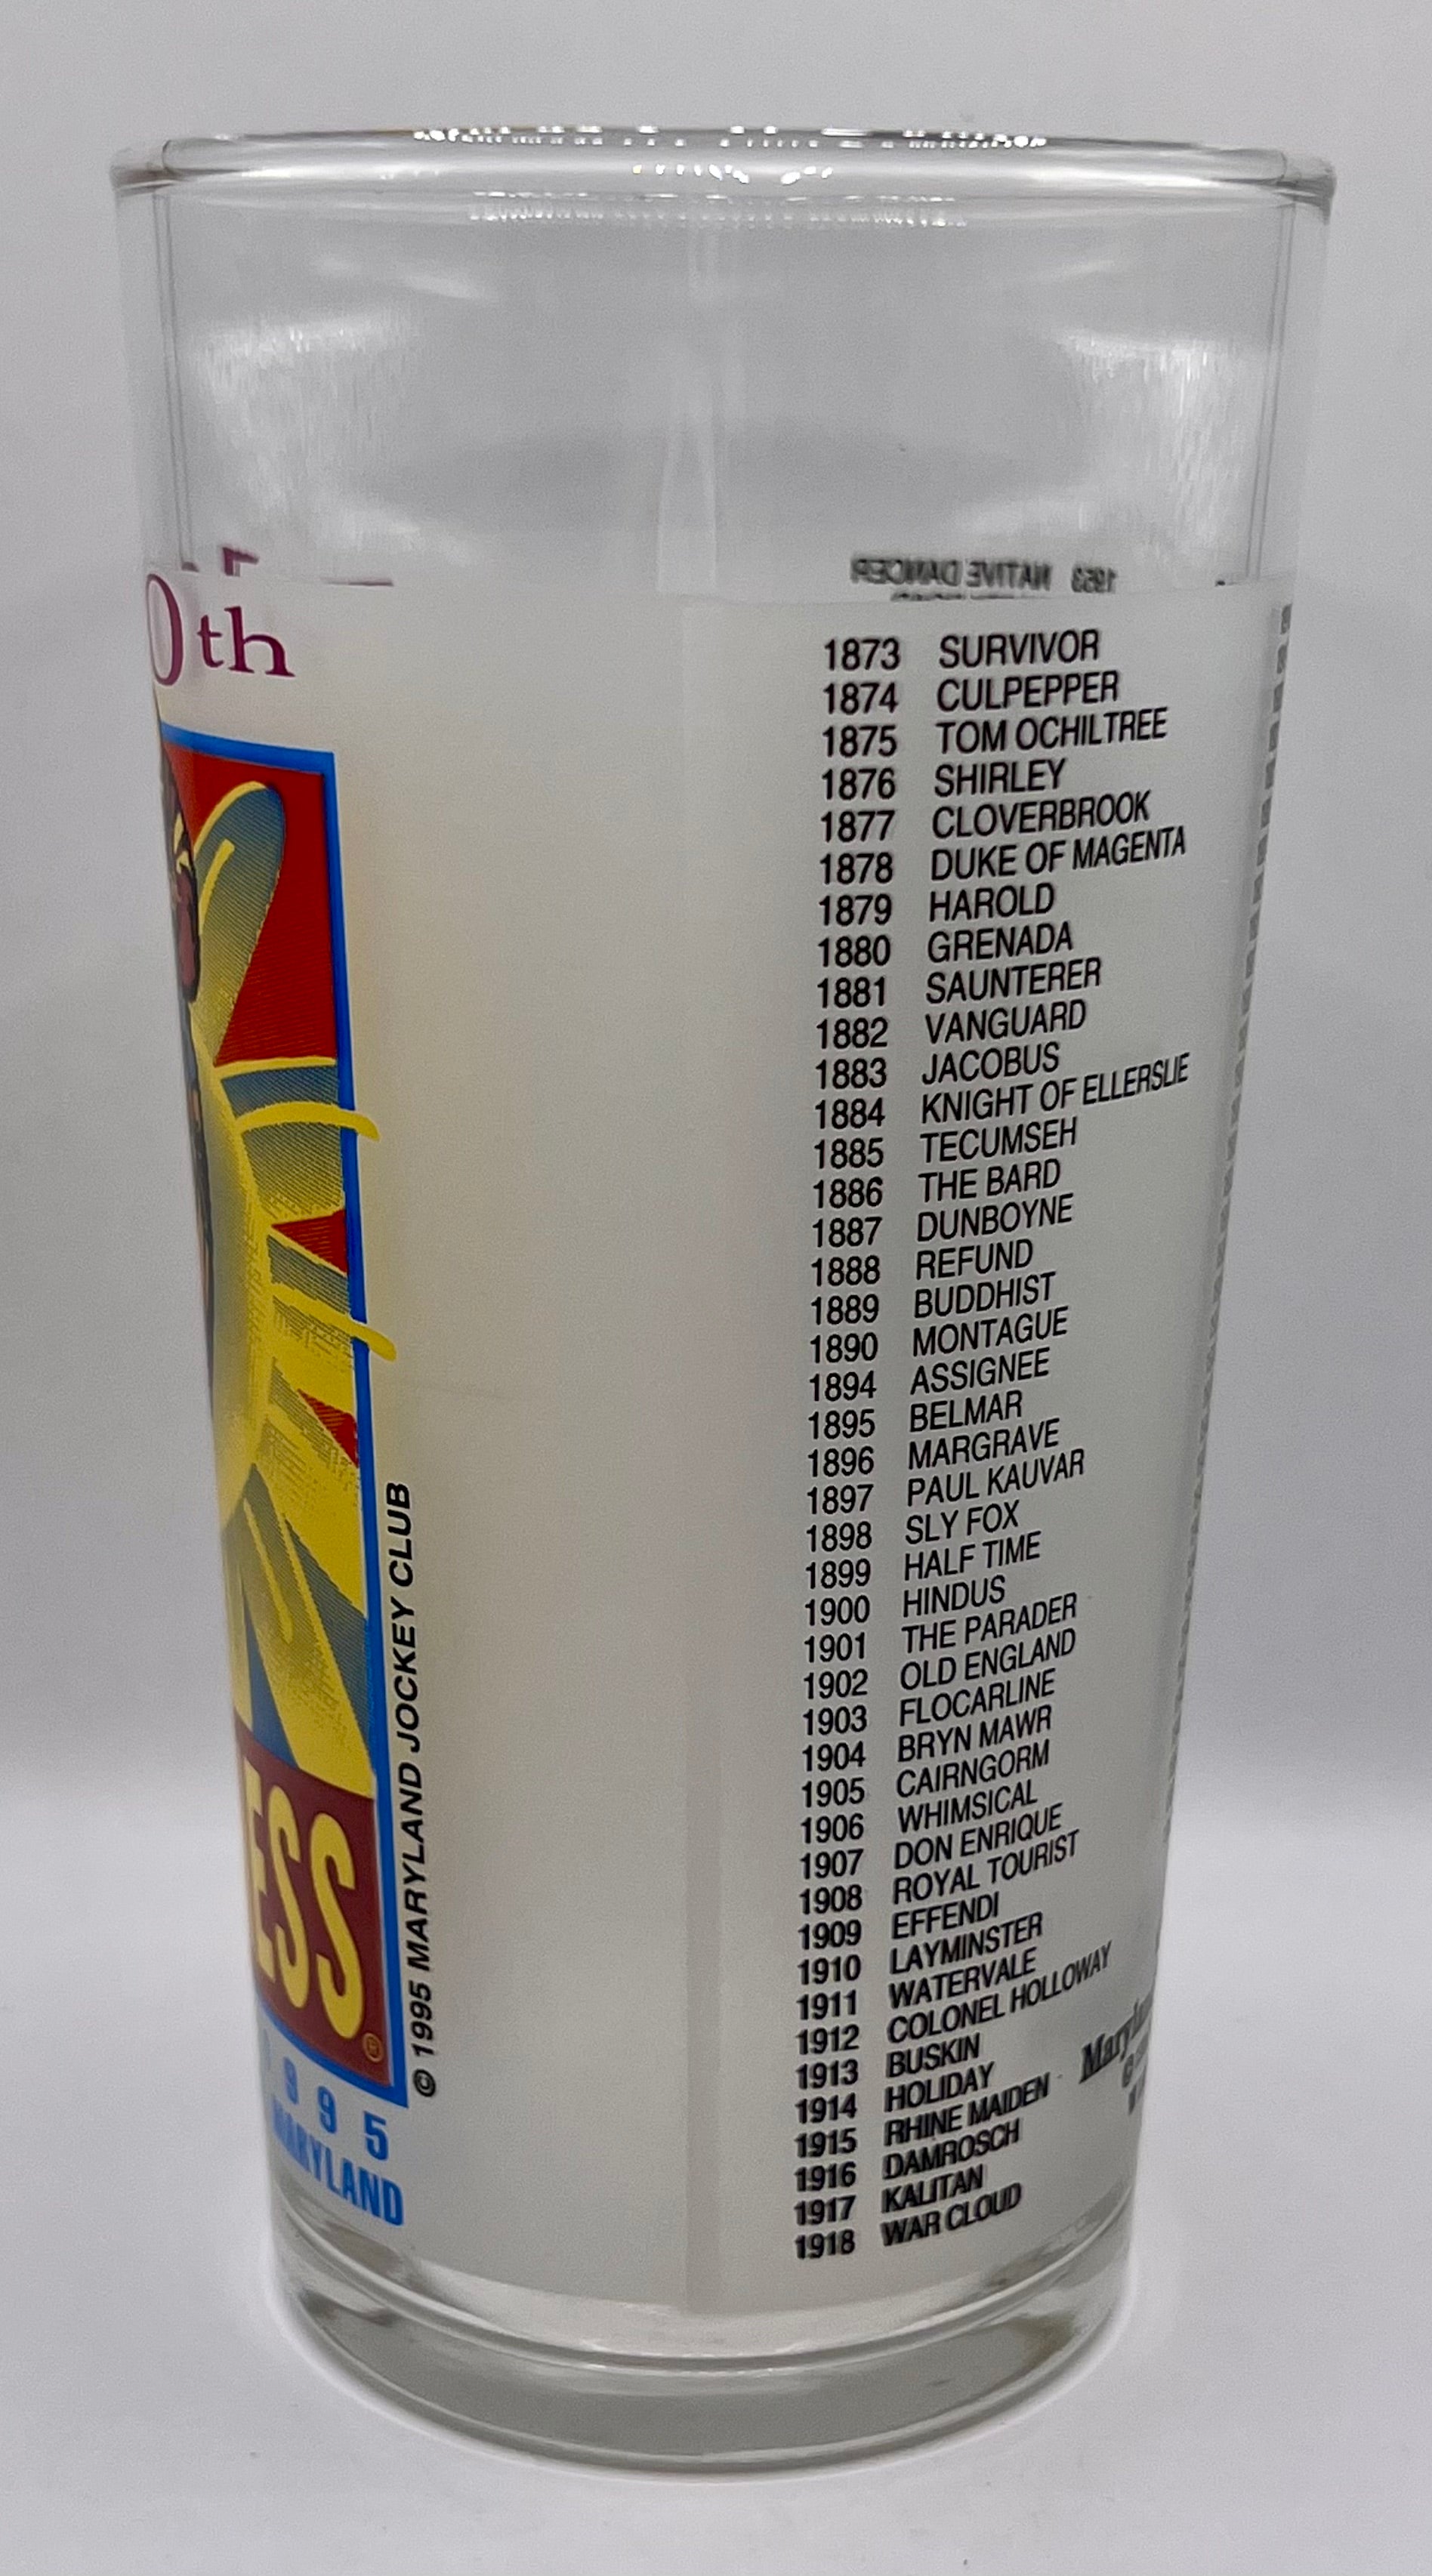 0th
ESS
®
1995
MARYLAND
© 1995 MARYLAND JOCKEY CLUB
1953 NATIVE DANCER
1873 SURVIVOR
1874 CULPEPPER
1875 TOM OCHILTREE
1876 SHIRLEY
1877 CLOVERBROOK
1878 DUKE OF MAGENTA
1879 HAROLD
1880 GRENADA
1881 SAUNTERER
1882 VANGUARD
1883 JACOBUS
1884 KNIGHT OF ELLERSLIE
1885 TECUMSEH
1886 THE BARD
1887 DUNBOYNE
1888 REFUND
1889 BUDDHIST
1890 MONTAGUE
1894 ASSIGNEE
1895 BELMAR
1896 MARGRAVE
1897 PAUL KAUVAR
1898 SLY FOX
1899 HALF TIME
1900 HINDUS
1901 THE PARADER
1902 OLD ENGLAND
1903 FLOCARLINE
1904 BRYN MAWR
1905 CAIRNGORM
1906 WHIMSICAL
1907 DON ENRIQUE
1908 ROYAL TOURIST
1909 EFFENDI
1910 LAYMINSTER
1911 WATERVALE
1912 COLONEL HOLLOWAY
1913 BUSKIN
1914 HOLIDAY
1915 RHINE MAIDEN
1916 DAMROSCH
1917 KALITAN
1918 WAR CLOUD